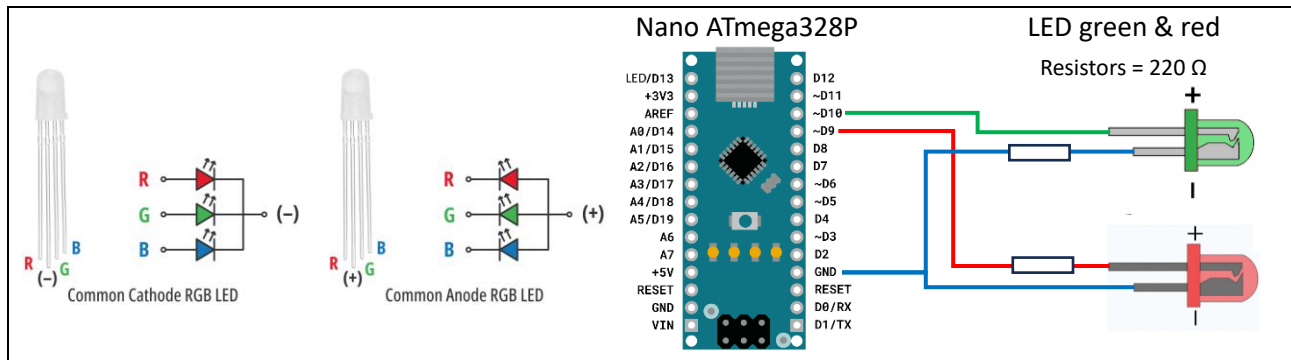 Nano ATmega328P
LED green & red
Resistors = 220 Ω
R
G
B
(−)
R
(−)
G
B
Common Cathode RGB LED
R
G
B
(+)
R
(+)
G
B
Common Anode RGB LED
LED/D13
+3V3
AREF
A0/D14
A1/D15
A2/D16
A3/D17
A4/D18
A5/D19
A6
A7
+5V
RESET
GND
VIN
D12
~D11
~D10
~D9
D8
D7
~D6
~D5
D4
~D3
D2
GND
RESET
D0/RX
D1/TX
+
−
+
−